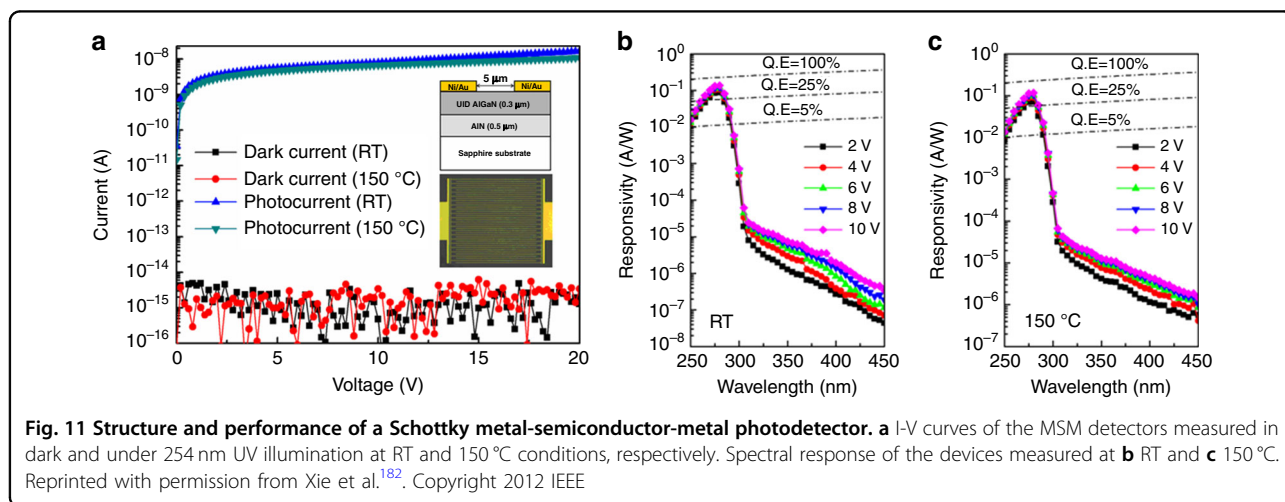 a
10⁻⁸
10⁻⁹
10⁻¹⁰
10⁻¹¹
10⁻¹²
10⁻¹³
10⁻¹⁴
10⁻¹⁵
10⁻¹⁶
Current (A)
0
5
10
15
20
Voltage (V)
Dark current (RT)
Dark current (150 °C)
Photocurrent (RT)
Photocurrent (150 °C)
5 μm
Ni/Au
Ni/Au
UID AlGaN (0.3 μm)
AlN (0.5 μm)
Sapphire substrate
b
10⁰
10⁻¹
10⁻²
10⁻³
10⁻⁴
10⁻⁵
10⁻⁶
10⁻⁷
10⁻⁸
Responsivity (A/W)
Q.E=100%
Q.E=25%
Q.E=5%
2 V
4 V
6 V
8 V
10 V
RT
250
300
350
400
450
Wavelength (nm)
c
10⁰
10⁻¹
10⁻²
10⁻³
10⁻⁴
10⁻⁵
10⁻⁶
10⁻⁷
Responsivity (A/W)
Q.E=100%
Q.E=25%
Q.E=5%
2 V
4 V
6 V
8 V
10 V
150 °C
250
300
350
400
450
Wavelength (nm)
Fig. 11 Structure and performance of a Schottky metal-semiconductor-metal photodetector. a I-V curves of the MSM detectors measured in
dark and under 254 nm UV illumination at RT and 150 °C conditions, respectively. Spectral response of the devices measured at b RT and c 150 °C.
Reprinted with permission from Xie et al.¹⁸². Copyright 2012 IEEE